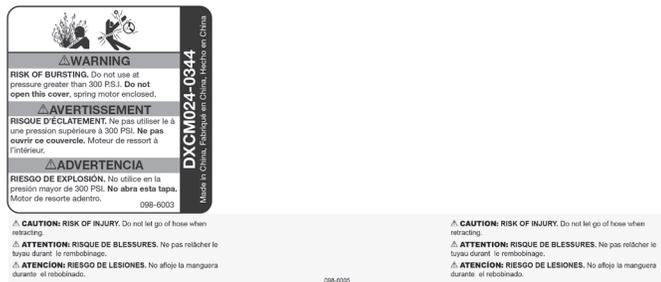 ⚠WARNING
RISK OF BURSTING. Do not use at
pressure greater than 300 P.S.I. Do not
open this cover, spring motor enclosed.
⚠AVERTISSEMENT
RISQUE D'ÉCLATEMENT. Ne pas utiliser le à
une pression supérieure à 300 PSI. Ne pas
ouvrir ce couvercle. Moteur de ressort à
l'intérieur.
⚠ADVERTENCIA
RIESGO DE EXPLOSIÓN. No utilice en la
presión mayor de 300 PSI. No abra esta tapa.
Motor de resorte adentro.
098-6003
DXCM024-0344
Made in China, Fabriqué en China, Hecho en China
⚠ CAUTION: RISK OF INJURY. Do not let go of hose when
retracting.
⚠ ATTENTION: RISQUE DE BLESSURES. Ne pas relâcher le
tuyau durant le rembobinage.
⚠ ATENCÍON: RIESGO DE LESIONES. No afloje la manguera
durante el rebobinado.
098-6005
⚠ CAUTION: RISK OF INJURY. Do not let go of hose when
retracting.
⚠ ATTENTION: RISQUE DE BLESSURES. Ne pas relâcher le
tuyau durant le rembobinage.
⚠ ATENCÍON: RIESGO DE LESIONES. No afloje la manguera
durante el rebobinado.